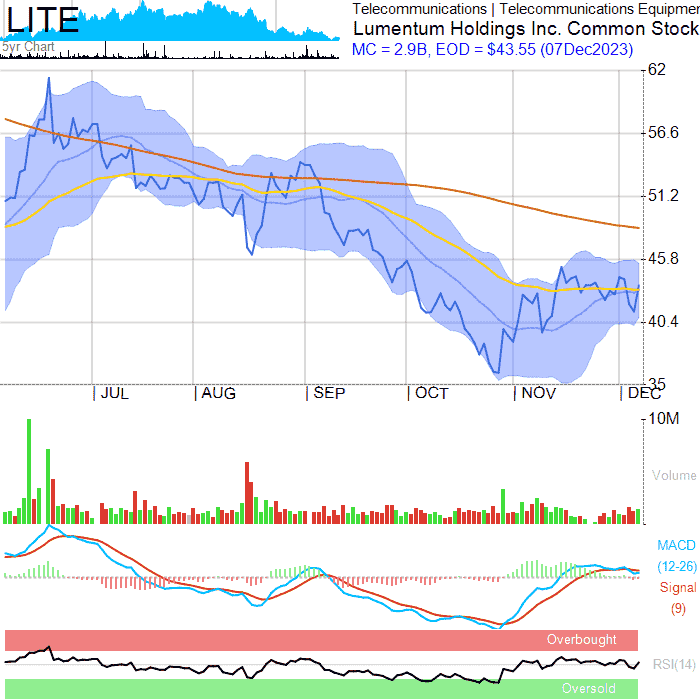 LITE
5yr Chart
Telecommunications | Telecommunications Equipmen
Lumentum Holdings Inc. Common Stock
MC = 2.9B, EOD = $43.55 (07Dec2023)
62
56.6
51.2
45.8
40.4
35
JUL
AUG
SEP
OCT
NOV
DEC
10M
Volume
MACD
(12-26)
Signal
(9)
Overbought
RSI(14)
Oversold